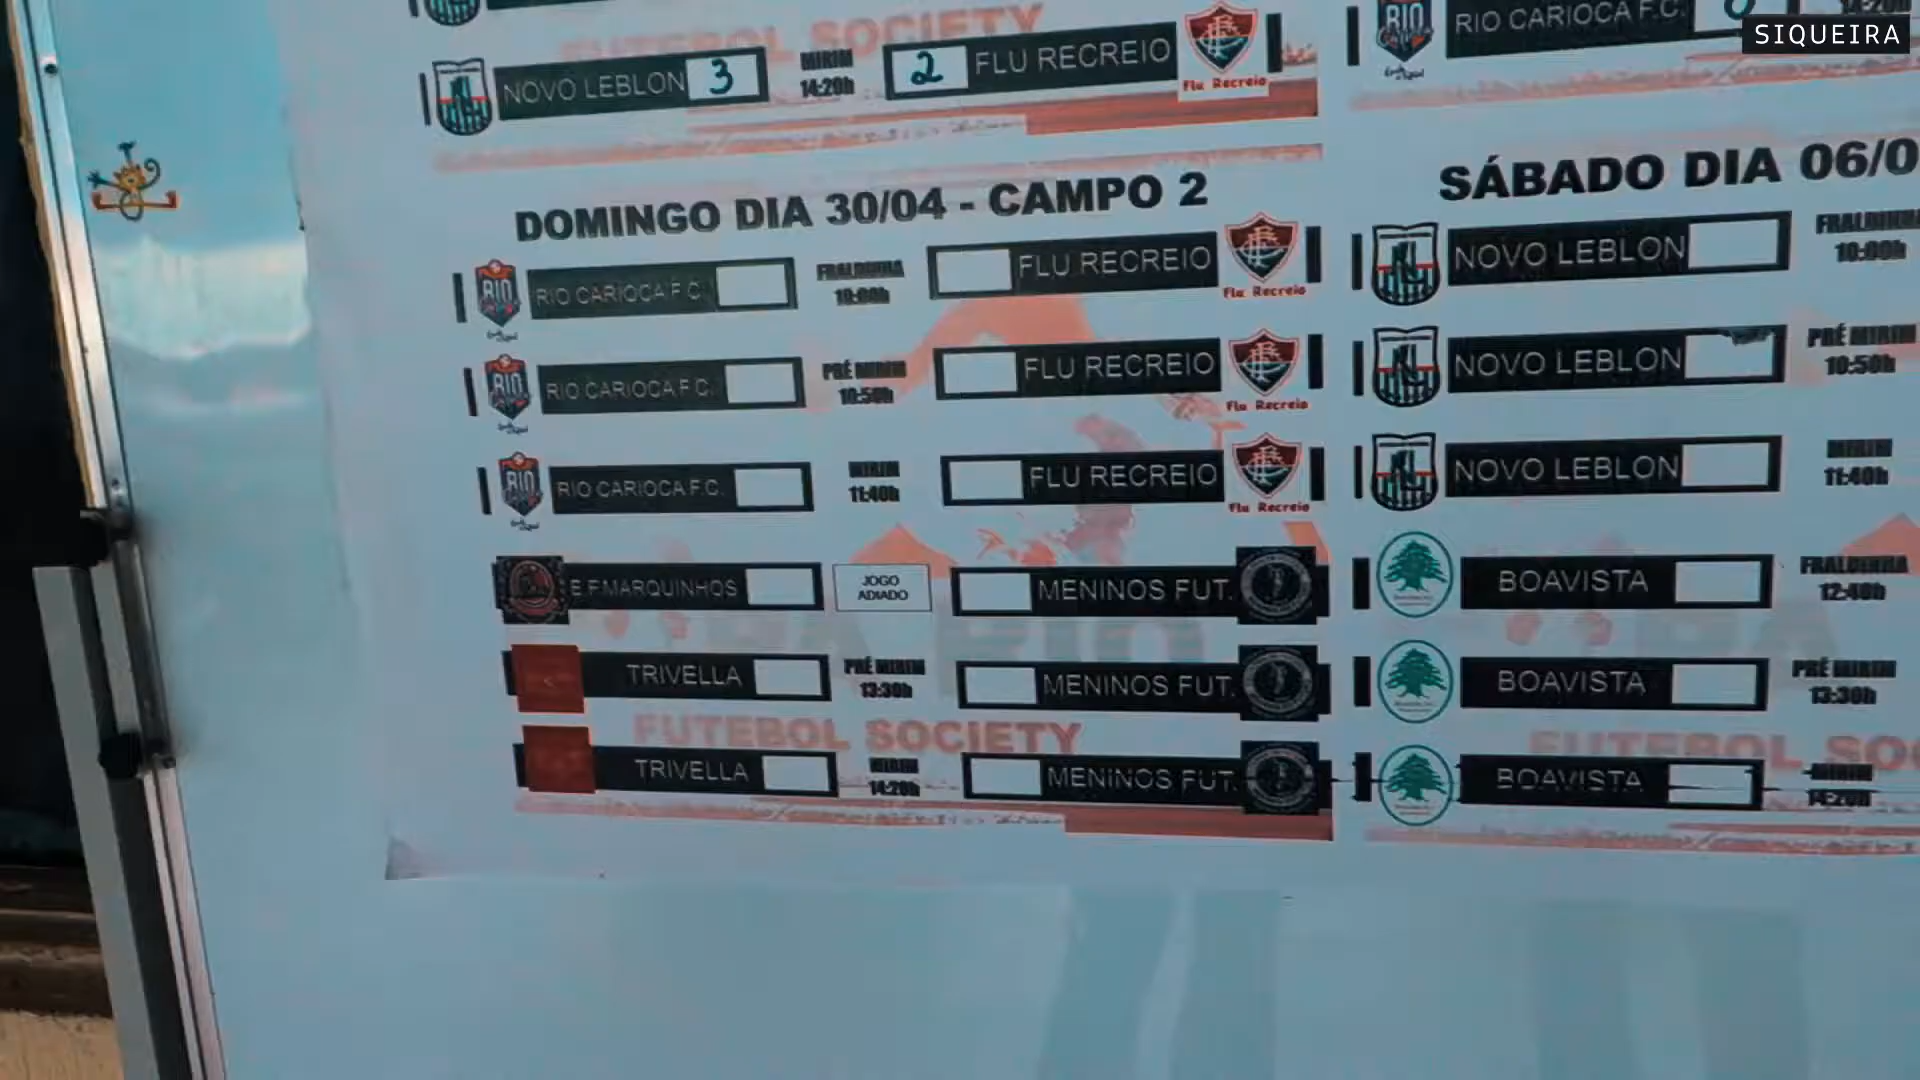 SIQUEIRA
FUTEBOL SOCIETY
NOVO LEBLON 3 MIRIM 14:20h 2 FLU RECREIO
Flu Recreio
DOMINGO DIA 30/04 - CAMPO 2
RIO CARIOCA F.C. FRALDINHA 10:00h FLU RECREIO
Flu Recreio
RIO CARIOCA F.C. PRÉ MIRIM 10:50h FLU RECREIO
Flu Recreio
RIO CARIOCA F.C. MIRIM 11:40h FLU RECREIO
Flu Recreio
E.F.MARQUINHOS JOGO ADIADO MENINOS FUT.
TRIVELLA PRÉ MIRIM 13:30h MENINOS FUT.
FUTEBOL SOCIETY
TRIVELLA MIRIM 14:20h MENINOS FUT.
RIO CARIOCA F.C. 14:20h
SÁBADO DIA 06/0
NOVO LEBLON FRALDINHA 10:00h
NOVO LEBLON PRÉ MIRIM 10:50h
NOVO LEBLON MIRIM 11:40h
BOAVISTA FRALDINHA 12:40h
BOAVISTA PRÉ MIRIM 13:30h
FUTEBOL SO
BOAVISTA MIRIM 14:20h